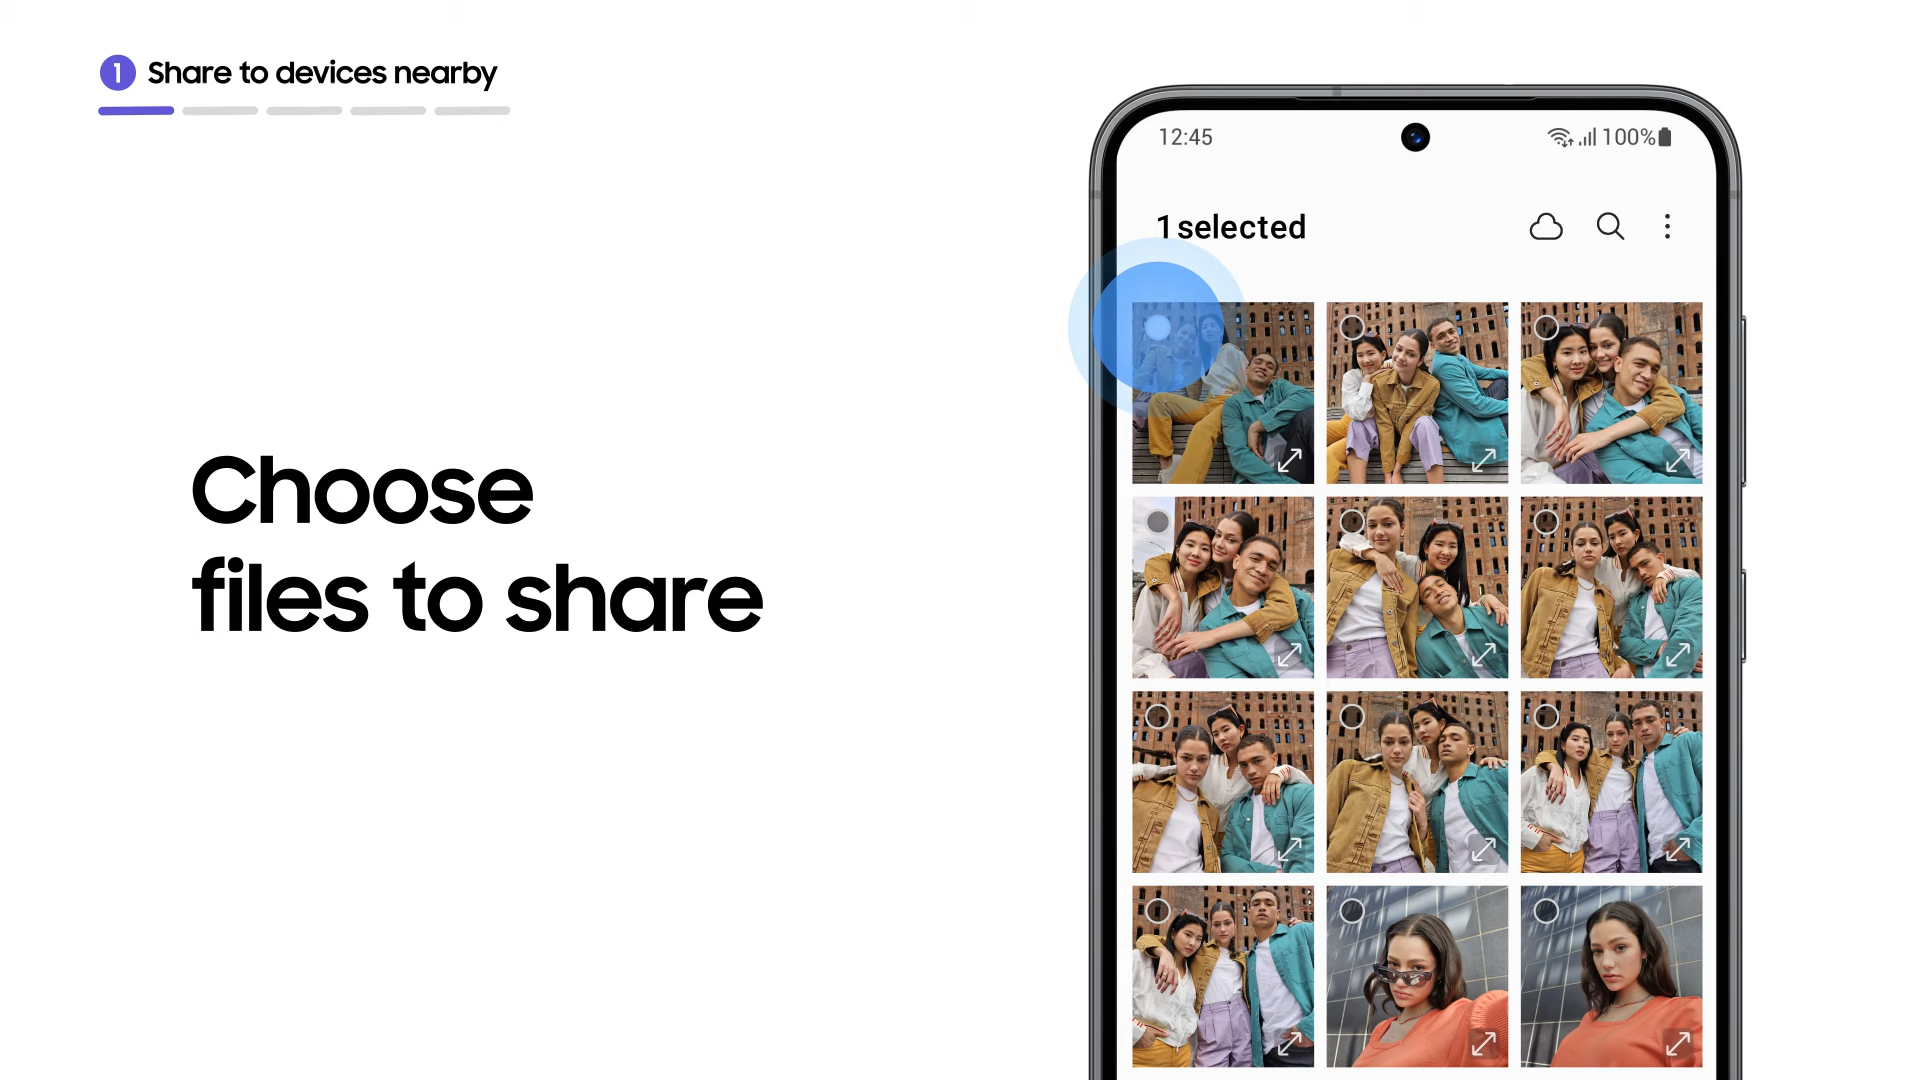 1 Share to devices nearby
12:45
100%
1 selected
Choose
files to share